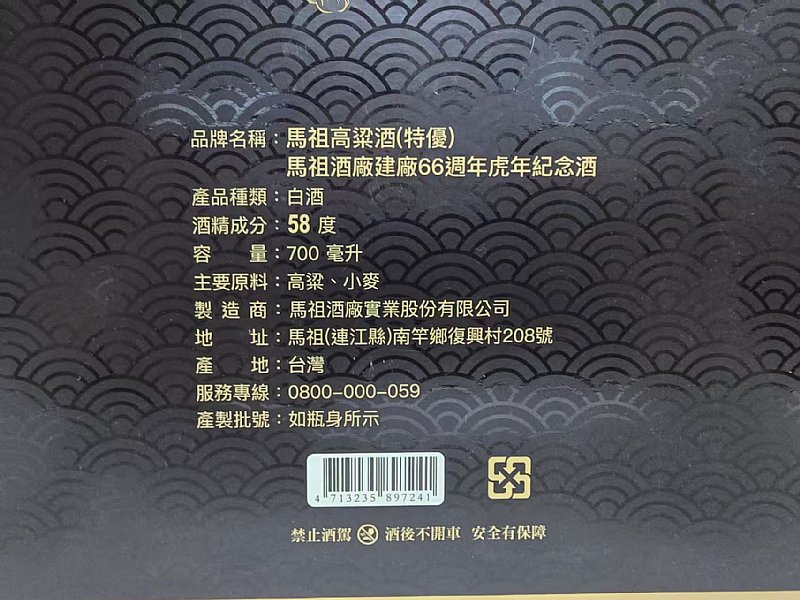 品牌名稱：馬祖高粱酒(特優)
馬祖酒廠建廠66週年虎年紀念酒
產品種類：白酒
酒精成分：58 度
容　　量：700 毫升
主要原料：高粱、小麥
製 造 商：馬祖酒廠實業股份有限公司
地　　址：馬祖(連江縣)南竿鄉復興村208號
產　　地：台灣
服務專線：0800-000-059
產製批號：如瓶身所示
4 713235 897241
禁止酒駕 酒後不開車 安全有保障